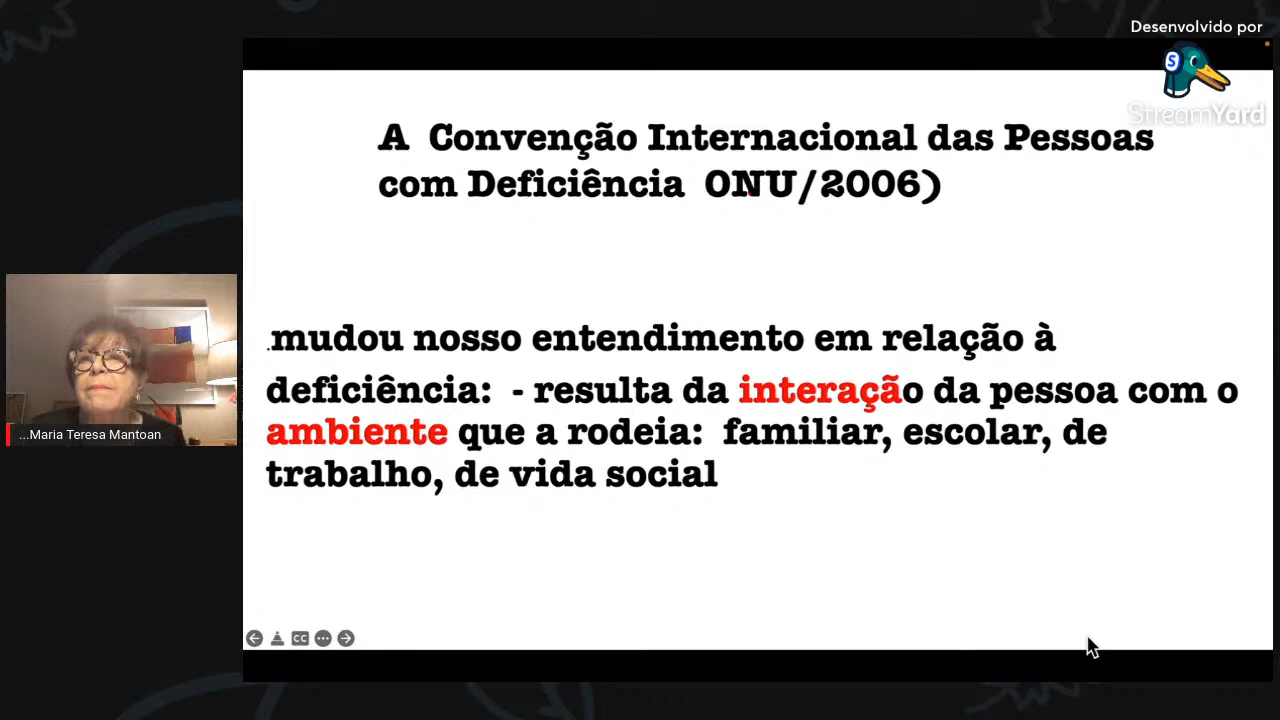 Desenvolvido por
S
StreamYard
A Convenção Internacional das Pessoas
com Deficiência ONU/2006)
.mudou nosso entendimento em relação à
deficiência: - resulta da interação da pessoa com o
ambiente que a rodeia: familiar, escolar, de
trabalho, de vida social
...Maria Teresa Mantoan
CC